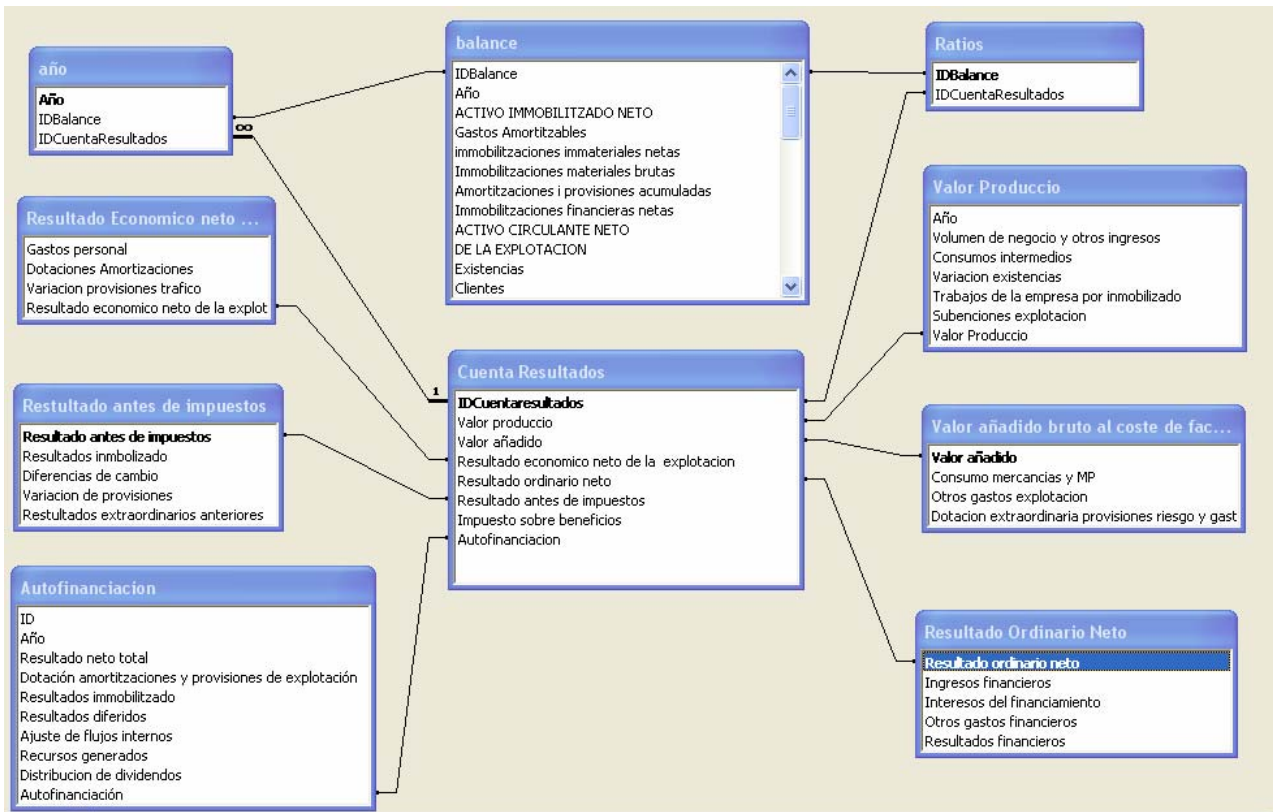 año
Año
IDBalance
IDCuentaResultados
∞
balance
IDBalance
Año
ACTIVO IMMOBILITZADO NETO
Gastos Amortitzables
immobilitzaciones immateriales netas
Immobilitzaciones materiales brutas
Amortitzaciones i provisiones acumuladas
Immobilitzaciones financieras netas
ACTIVO CIRCULANTE NETO
DE LA EXPLOTACION
Existencias
Clientes
Ratios
IDBalance
IDCuentaResultados
Resultado Economico neto ...
Gastos personal
Dotaciones Amortizaciones
Variacion provisiones trafico
Resultado economico neto de la explot
Valor Produccio
Año
Volumen de negocio y otros ingresos
Consumos intermedios
Variacion existencias
Trabajos de la empresa por inmobilizado
Subenciones explotacion
Valor Produccio
Restultado antes de impuestos
Resultado antes de impuestos
Resultados inmbolizado
Diferencias de cambio
Variacion de provisiones
Restultados extraordinarios anteriores
1
Cuenta Resultados
IDCuentaresultados
Valor produccio
Valor añadido
Resultado economico neto de la explotacion
Resultado ordinario neto
Resultado antes de impuestos
Impuesto sobre beneficios
Autofinanciacion
Valor añadido bruto al coste de fac...
Valor añadido
Consumo mercancias y MP
Otros gastos explotacion
Dotacion extraordinaria provisiones riesgo y gast
Autofinanciacion
ID
Año
Resultado neto total
Dotación amortitzaciones y provisiones de explotación
Resultados immobilitzado
Resultados diferidos
Ajuste de flujos internos
Recursos generados
Distribucion de dividendos
Autofinanciación
Resultado Ordinario Neto
Resultado ordinario neto
Ingresos financieros
Interesos del financiamiento
Otros gastos financieros
Resultados financieros